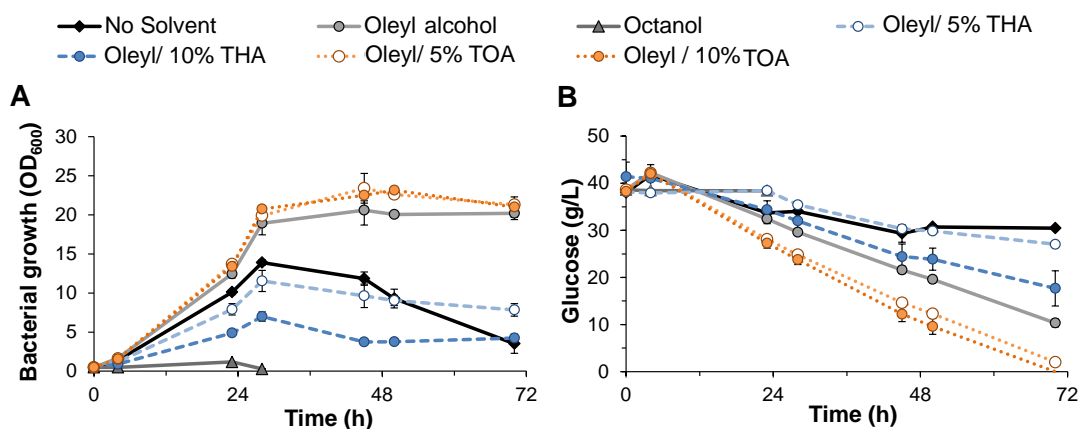 No Solvent Oleyl alcohol Octanol Oleyl/ 5% THA
Oleyl/ 10% THA Oleyl/ 5% TOA Oleyl / 10% TOA
A
B
Bacterial growth (OD600)
30
25
20
15
10
5
0
0 24 48 72
Time (h)
Glucose (g/L)
50
40
30
20
10
0
0 24 48 72
Time (h)